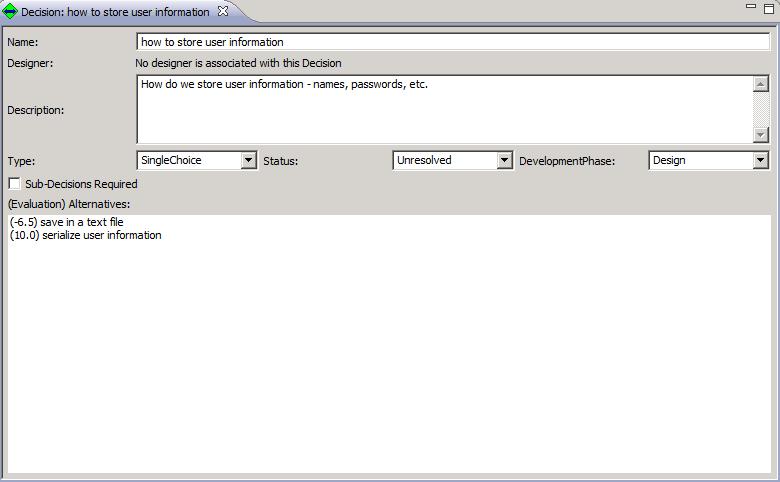 Decision: how to store user information
Name: how to store user information
Designer: No designer is associated with this Decision
Description: How do we store user information - names, passwords, etc.
Type: SingleChoice Status: Unresolved DevelopmentPhase: Design
Sub-Decisions Required
(Evaluation) Alternatives:
(-6.5) save in a text file
(10.0) serialize user information